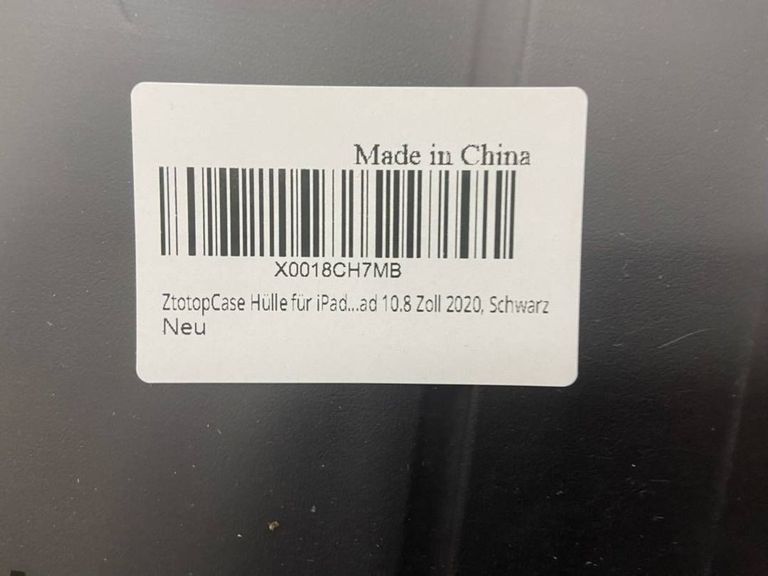 Made in China
X0018CH7MB
ZtotopCase Hülle für iPad...ad 10.8 Zoll 2020, Schwarz
Neu